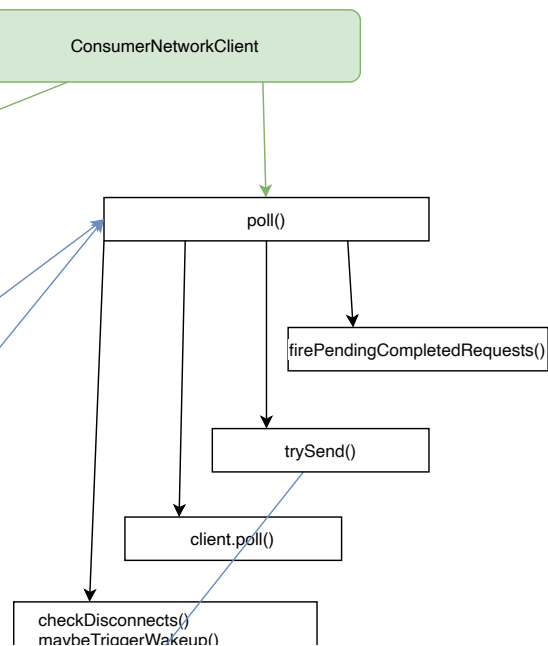 ConsumerNetworkClient
poll()
firePendingCompletedRequests()
trySend()
client.poll()
checkDisconnects()
maybeTriggerWakeup()